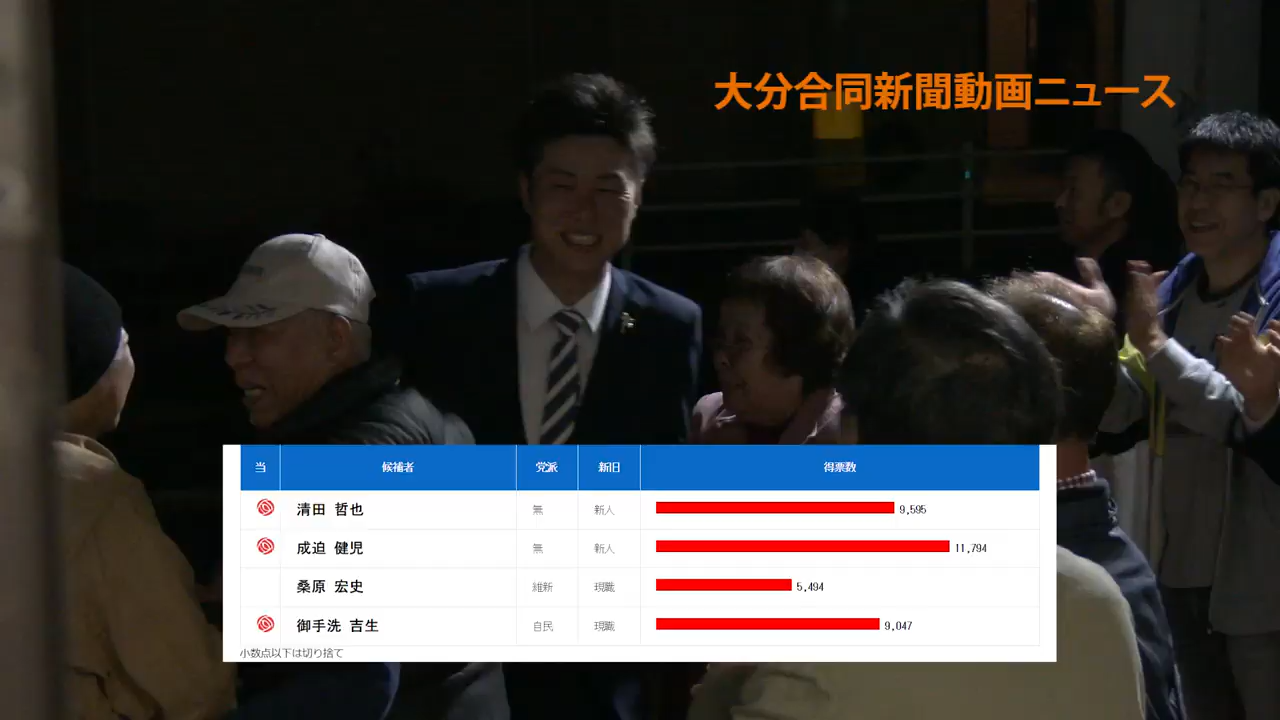 大分合同新聞動画ニュース
当 候補者 党派 新旧 得票数
清田 哲也 無 新人 9,595
成迫 健児 無 新人 11,794
桑原 宏史 維新 現職 5,494
御手洗 吉生 自民 現職 9,047
小数点以下は切り捨て